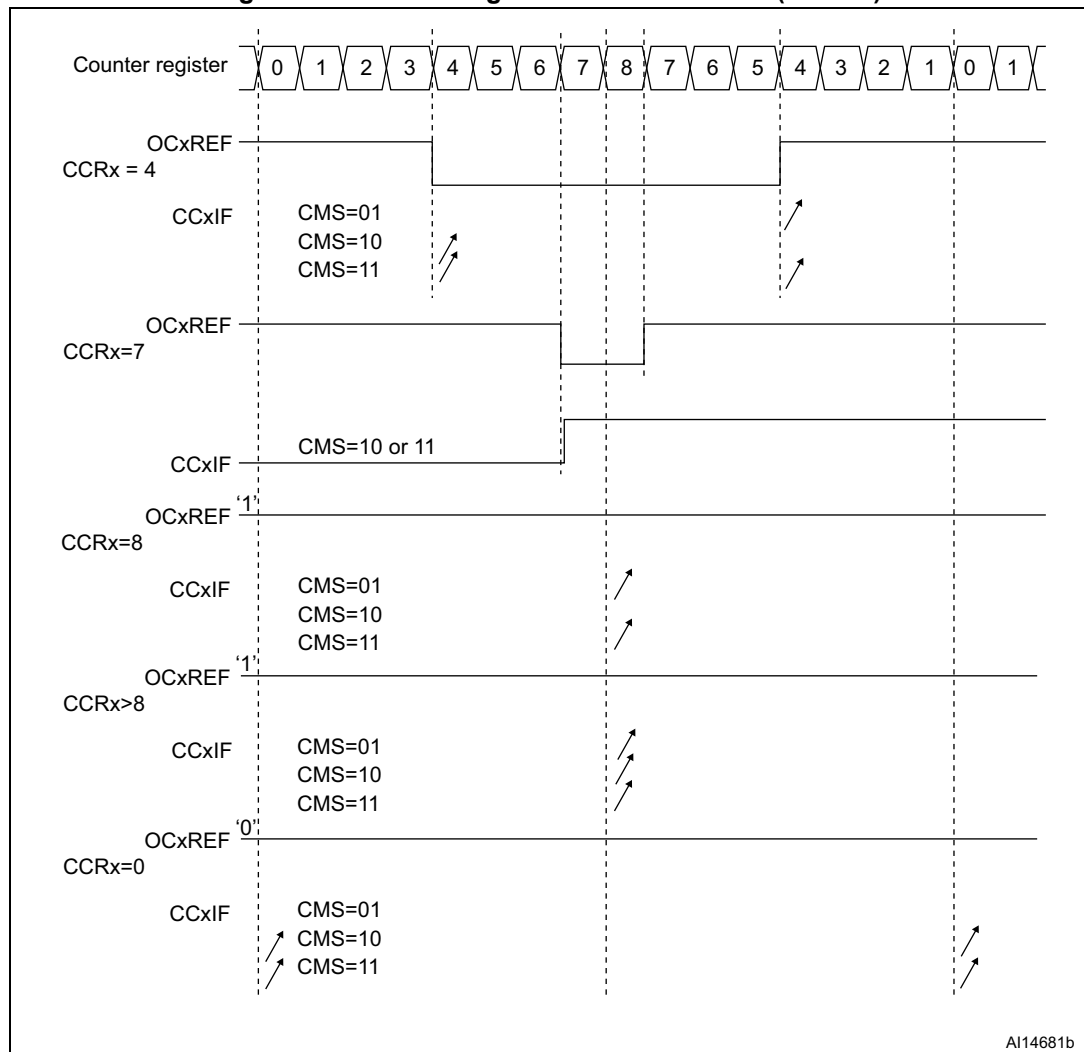 Counter register 0 1 2 3 4 5 6 7 8 7 6 5 4 3 2 1 0 1
OCxREF
CCRx = 4
CCxIF
CMS=01
CMS=10
CMS=11
OCxREF
CCRx=7
CMS=10 or 11
CCxIF
OCxREF '1'
CCRx=8
CCxIF
CMS=01
CMS=10
CMS=11
OCxREF '1'
CCRx>8
CCxIF
CMS=01
CMS=10
CMS=11
OCxREF '0'
CCRx=0
CCxIF
CMS=01
CMS=10
CMS=11
AI14681b